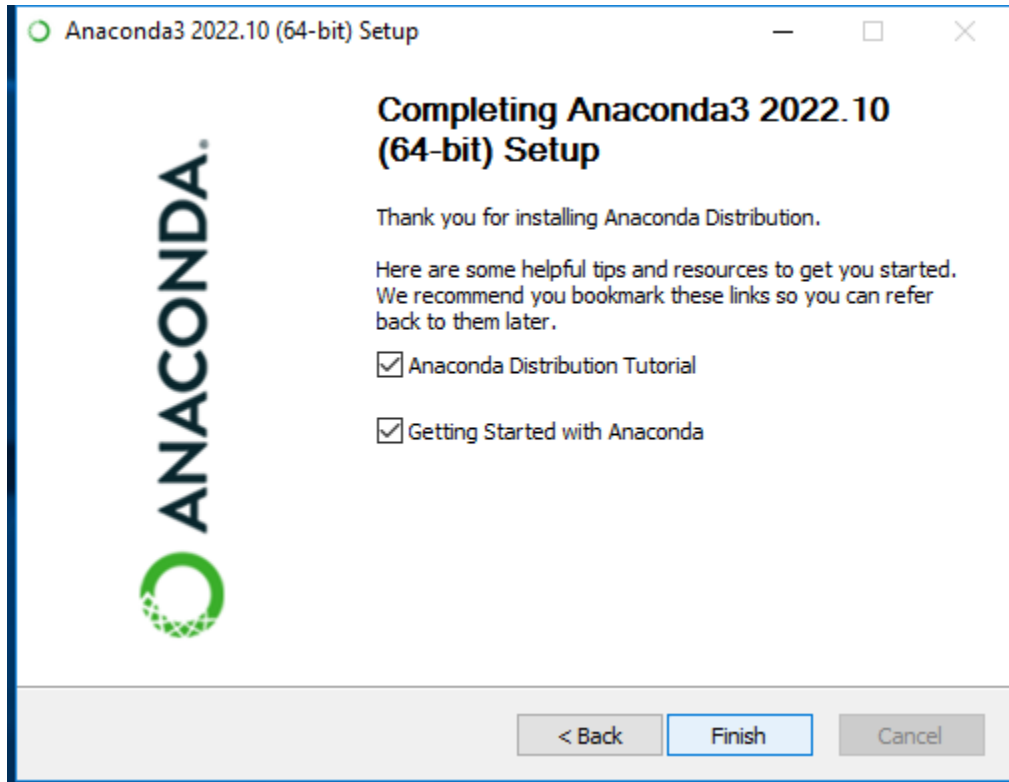 Anaconda3 2022.10 (64-bit) Setup
Completing Anaconda3 2022.10
(64-bit) Setup
Thank you for installing Anaconda Distribution.
Here are some helpful tips and resources to get you started.
We recommend you bookmark these links so you can refer
back to them later.
Anaconda Distribution Tutorial
Getting Started with Anaconda
ANACONDA.
< Back
Finish
Cancel